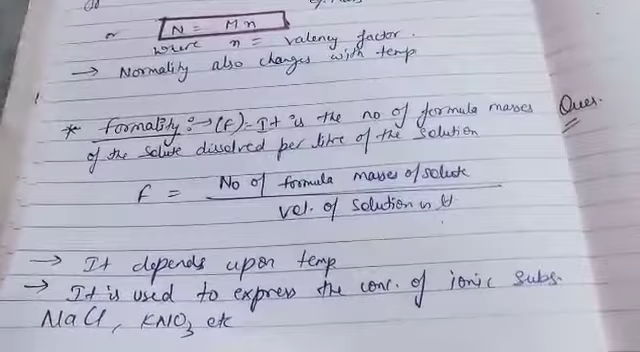 or N = Mn
where n = valency factor.
→ Normality also changes with temp
* formality :→ (f) = It is the no of formula masses Ques.
of the solute dissolved per litre of the solution
f = No of formula masses of solute
vol. of solution in lt
→ It depends upon temp
→ It is used to express the conc. of ionic subs.
NaCl, KNO3 etc